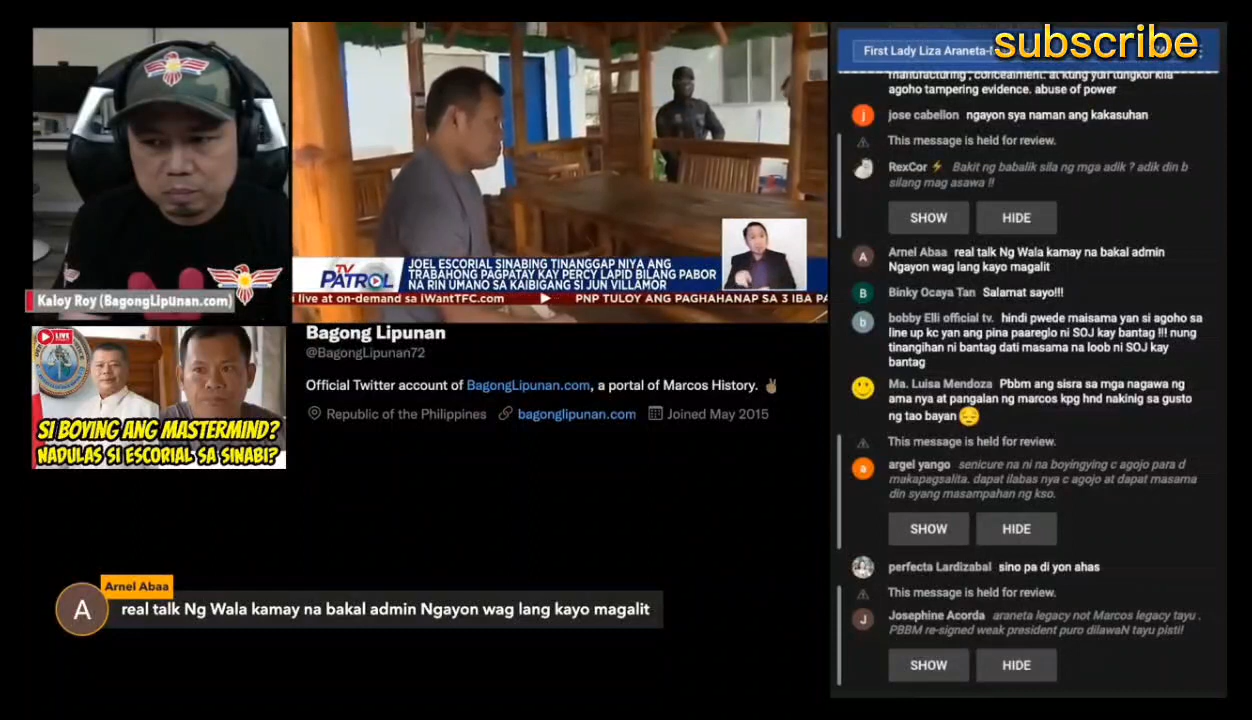 Kaloy Roy (BagongLipunan.com)
LIVE
SI BOYING ANG MASTERMIND?
NADULAS SI ESCORIAL SA SINABI?
TV PATROL
JOEL ESCORIAL SINABING TINANGGAP NIYA ANG
TRABAHONG PAGPATAY KAY PERCY LAPID BILANG PABOR
NA RIN UMANO SA KAIBIGANG SI JUN VILLAMOR
live at on-demand sa iWantTFC.com PNP TULOY ANG PAGHAHANAP SA 3 IBA PA
Bagong Lipunan
@BagongLipunan72
Official Twitter account of BagongLipunan.com, a portal of Marcos History. ✌🏽
Republic of the Philippines bagonglipunan.com Joined May 2015
Arnel Abaa
A
real talk Ng Wala kamay na bakal admin Ngayon wag lang kayo magalit
subscribe
First Lady Liza Araneta-
manufacturing , concealment. at kung yun tungkol kila
agoho tampering evidence. abuse of power
j
jose cabellon ngayon sya naman ang kakasuhan
This message is held for review.
RexCor ⚡ Bakit ng babalik sila ng mga adik ? adik din b
silang mag asawa !!
SHOW HIDE
A
Arnel Abaa real talk Ng Wala kamay na bakal admin
Ngayon wag lang kayo magalit
B
Binky Ocaya Tan Salamat sayo!!!
b
bobby Elli official tv. hindi pwede maisama yan si agoho sa
line up kc yan ang pina paareglo ni SOJ kay bantag !!! nung
tinangihan ni bantag dati masama na loob ni SOJ kay
bantag
Ma. Luisa Mendoza Pbbm ang sisra sa mga nagawa ng
ama nya at pangalan ng marcos kpg hnd nakinig sa gusto
ng tao bayan 😔
This message is held for review.
a
argel yango senicure na ni na boyingying c agojo para d
makapagsalita. dapat ilabas nya c agojo at dapat masama
din syang masampahan ng kso.
SHOW HIDE
perfecta Lardizabal sino pa di yon ahas
This message is held for review.
J
Josephine Acorda araneta legacy not Marcos legacy tayu .
PBBM re-signed weak president puro dilawaN tayu pisti!
SHOW HIDE